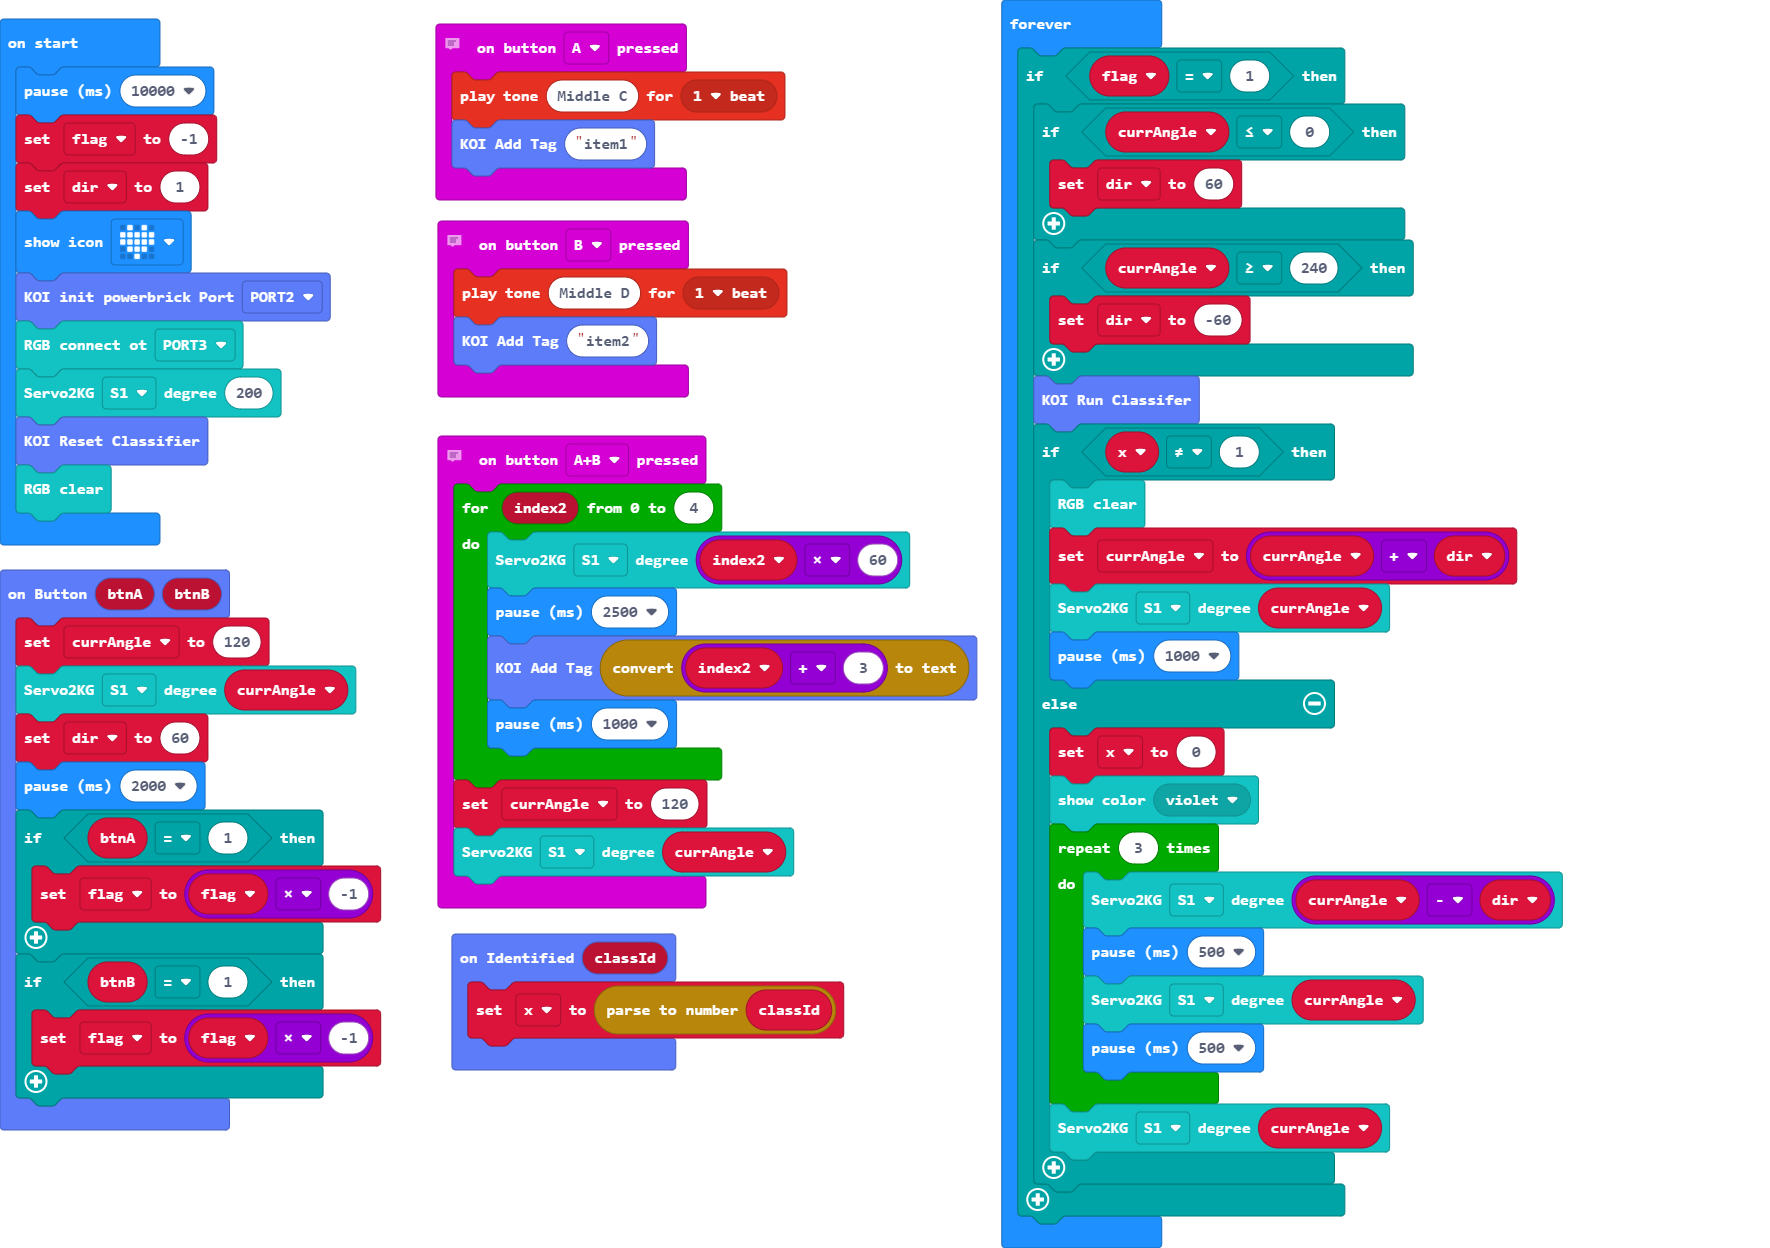 on start
pause (ms) 10000
set flag to -1
set dir to 1
show icon
KOI init powerbrick Port PORT2
RGB connect ot PORT3
Servo2KG S1 degree 200
KOI Reset Classifier
RGB clear
on Button btnA btnB
set currAngle to 120
Servo2KG S1 degree currAngle
set dir to 60
pause (ms) 2000
if btnA = 1 then
set flag to flag × -1
if btnB = 1 then
set flag to flag × -1
on button A pressed
play tone Middle C for 1 beat
KOI Add Tag "item1"
on button B pressed
play tone Middle D for 1 beat
KOI Add Tag "item2"
on button A+B pressed
for index2 from 0 to 4
do
Servo2KG S1 degree index2 × 60
pause (ms) 2500
KOI Add Tag convert index2 + 3 to text
pause (ms) 1000
set currAngle to 120
Servo2KG S1 degree currAngle
on Identified classId
set x to parse to number classId
forever
if flag = 1 then
if currAngle ≤ 0 then
set dir to 60
if currAngle ≥ 240 then
set dir to -60
KOI Run Classifer
if x ≠ 1 then
RGB clear
set currAngle to currAngle + dir
Servo2KG S1 degree currAngle
pause (ms) 1000
else
set x to 0
show color violet
repeat 3 times
do
Servo2KG S1 degree currAngle - dir
pause (ms) 500
Servo2KG S1 degree currAngle
pause (ms) 500
Servo2KG S1 degree currAngle